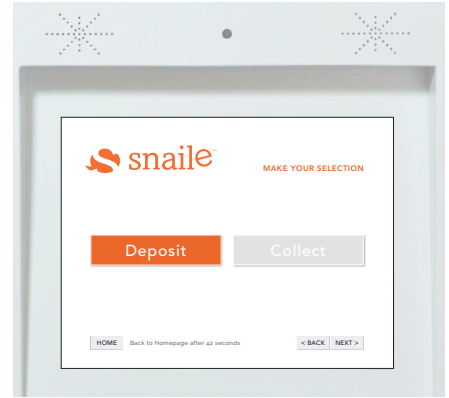 snaile™
MAKE YOUR SELECTION
Deposit Collect
HOME Back to Homepage after 42 seconds < BACK NEXT >